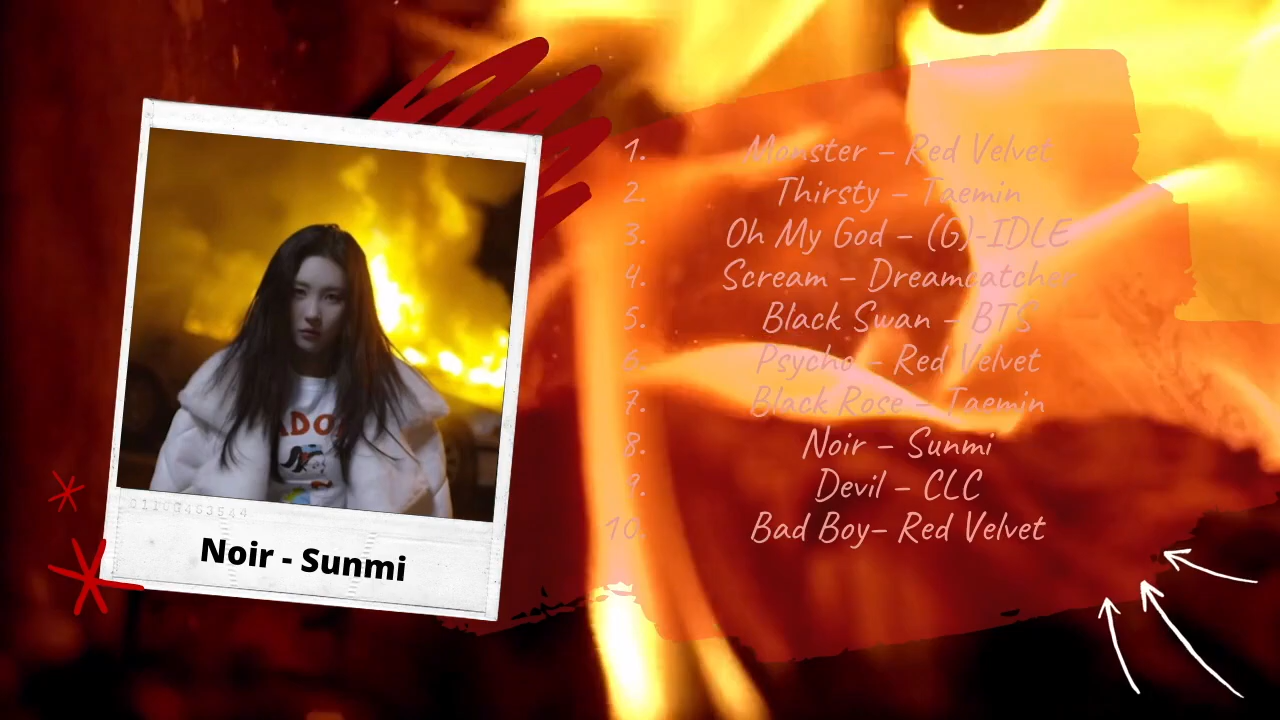 ADO
0110G463544
Noir - Sunmi
1. Monster – Red Velvet
2. Thirsty – Taemin
3. Oh My God – (G)-IDLE
4. Scream – Dreamcatcher
5. Black Swan – BTS
6. Psycho – Red Velvet
7. Black Rose – Taemin
8. Noir – Sunmi
9. Devil – CLC
10. Bad Boy– Red Velvet